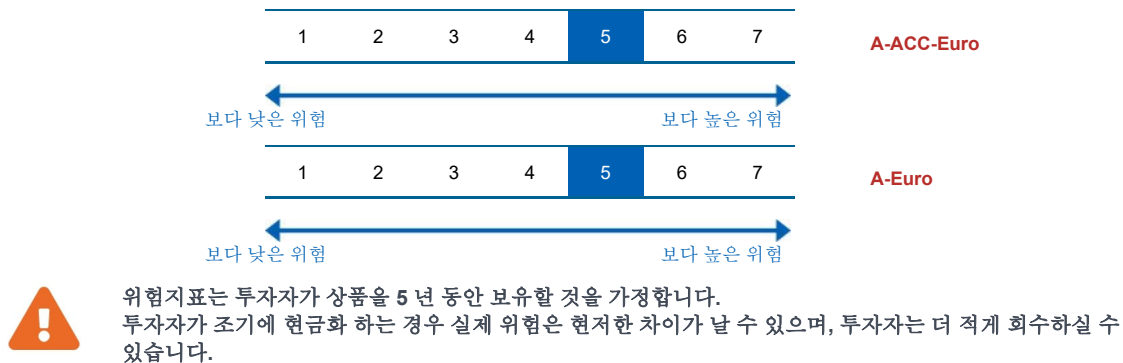 1 2 3 4 5 6 7 A-ACC-Euro
보다 낮은 위험 보다 높은 위험
1 2 3 4 5 6 7 A-Euro
보다 낮은 위험 보다 높은 위험
위험지표는 투자자가 상품을 5 년 동안 보유할 것을 가정합니다.
투자자가 조기에 현금화 하는 경우 실제 위험은 현저한 차이가 날 수 있으며, 투자자는 더 적게 회수하실 수
있습니다.